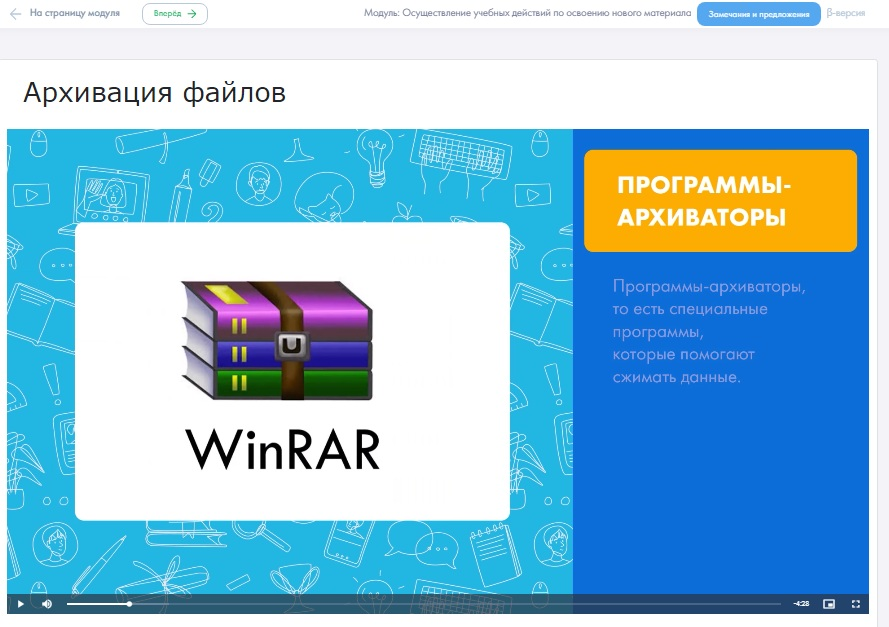 На страницу модуля
Вперёд
Модуль: Осуществление учебных действий по освоению нового материала
Замечания и предложения
β-версия
Архивация файлов
WinRAR
ПРОГРАММЫ-
АРХИВАТОРЫ
Программы-архиваторы,
то есть специальные
программы,
которые помогают
сжимать данные.
-4:28